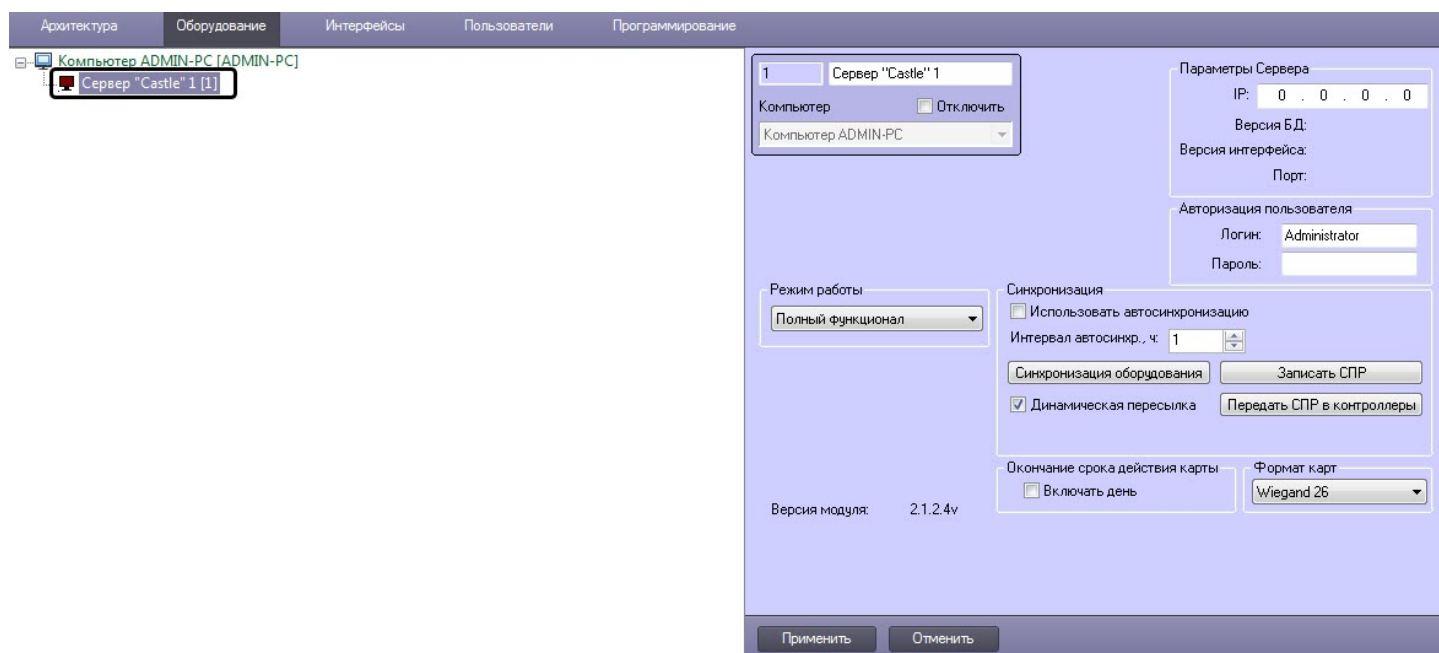 Архитектура Оборудование Интерфейсы Пользователи Программирование
Компьютер ADMIN-PC [ADMIN-PC]
Сервер "Castle" 1 [1]
1 Сервер "Castle" 1
Компьютер Отключить
Компьютер ADMIN-PC
Параметры Сервера
IP: 0 . 0 . 0 . 0
Версия БД:
Версия интерфейса:
Порт:
Авторизация пользователя
Логин: Administrator
Пароль:
Режим работы
Полный функционал
Синхронизация
Использовать автосинхронизацию
Интервал автосинхр., ч: 1
Синхронизация оборудования Записать СПР
Динамическая пересылка Передать СПР в контроллеры
Окончание срока действия карты
Включать день
Формат карт
Wiegand 26
Версия модуля: 2.1.2.4v
Применить Отменить